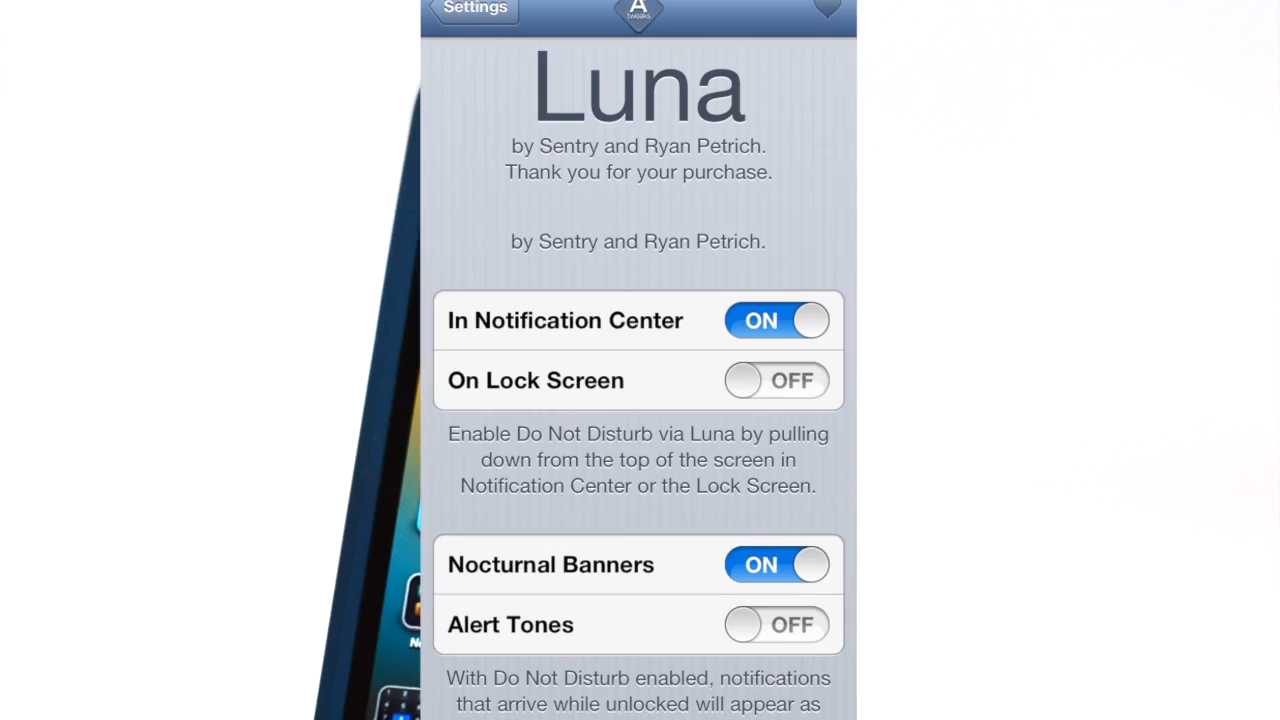 Settings
A
tweaks
Luna
by Sentry and Ryan Petrich.
Thank you for your purchase.
by Sentry and Ryan Petrich.
In Notification Center ON
On Lock Screen OFF
Enable Do Not Disturb via Luna by pulling
down from the top of the screen in
Notification Center or the Lock Screen.
Nocturnal Banners ON
Alert Tones OFF
With Do Not Disturb enabled, notifications
that arrive while unlocked will appear as